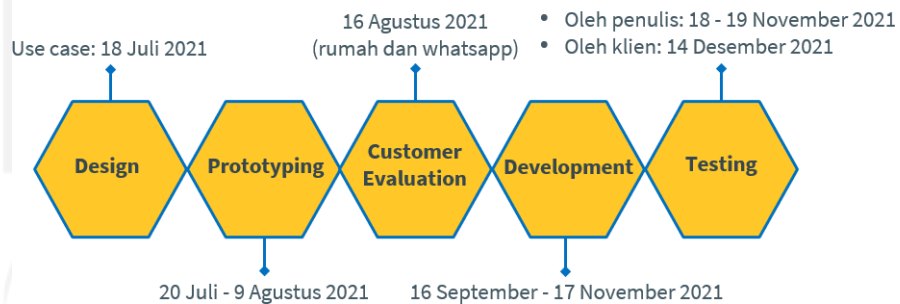 Use case: 18 Juli 2021
16 Agustus 2021
(rumah dan whatsapp)
• Oleh penulis: 18 - 19 November 2021
• Oleh klien: 14 Desember 2021
Design
Prototyping
Customer
Evaluation
Development
Testing
20 Juli - 9 Agustus 2021
16 September - 17 November 2021